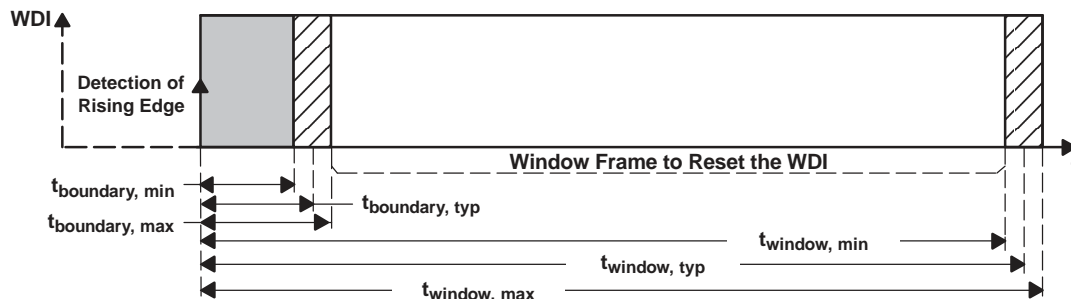 WDI
Detection of
Rising Edge
Window Frame to Reset the WDI
tboundary, min
tboundary, typ
tboundary, max
twindow, min
twindow, typ
twindow, max